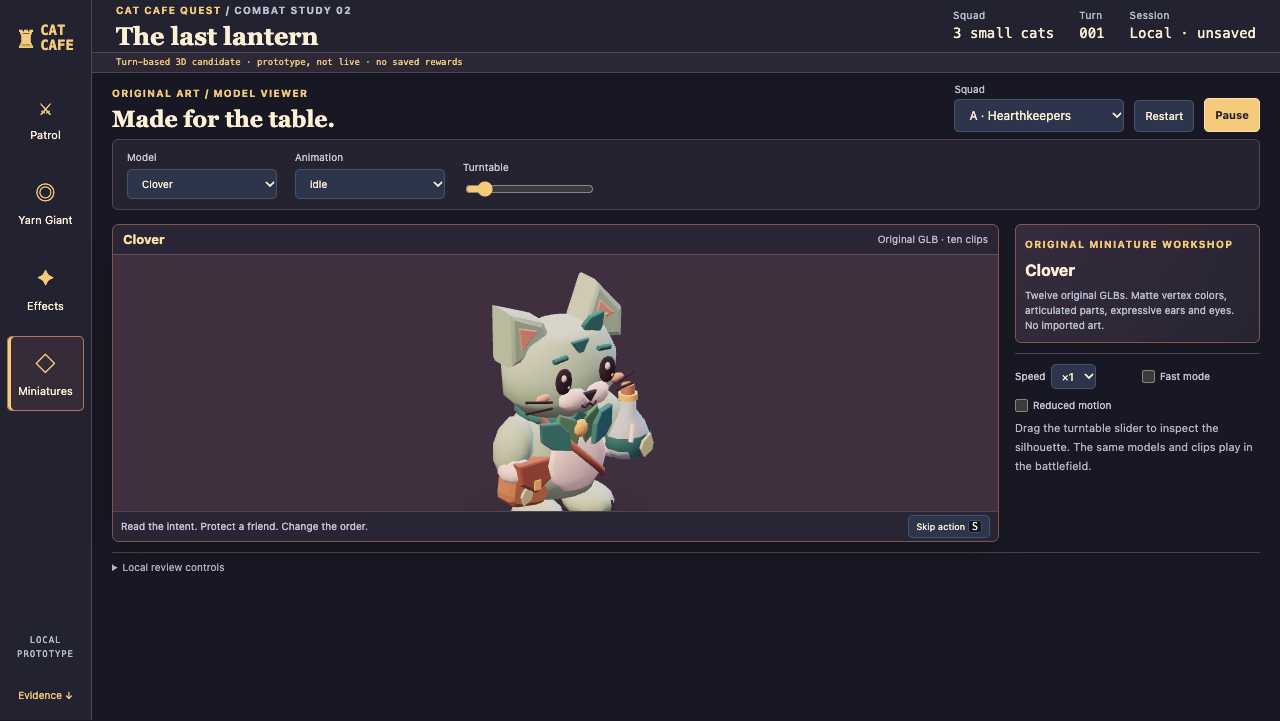 CAT
CAFE
Patrol
Yarn Giant
Effects
Miniatures
LOCAL
PROTOTYPE
Evidence ↓
CAT CAFE QUEST / COMBAT STUDY 02
The last lantern
Squad
3 small cats
Turn
001
Session
Local · unsaved
Turn-based 3D candidate · prototype, not live · no saved rewards
ORIGINAL ART / MODEL VIEWER
Made for the table.
Squad
A · Hearthkeepers
Restart
Pause
Model
Clover
Animation
Idle
Turntable
Clover
Original GLB · ten clips
Read the intent. Protect a friend. Change the order.
Skip action S
ORIGINAL MINIATURE WORKSHOP
Clover
Twelve original GLBs. Matte vertex colors,
articulated parts, expressive ears and eyes.
No imported art.
Speed
×1
Fast mode
Reduced motion
Drag the turntable slider to inspect the
silhouette. The same models and clips play in
the battlefield.
Local review controls